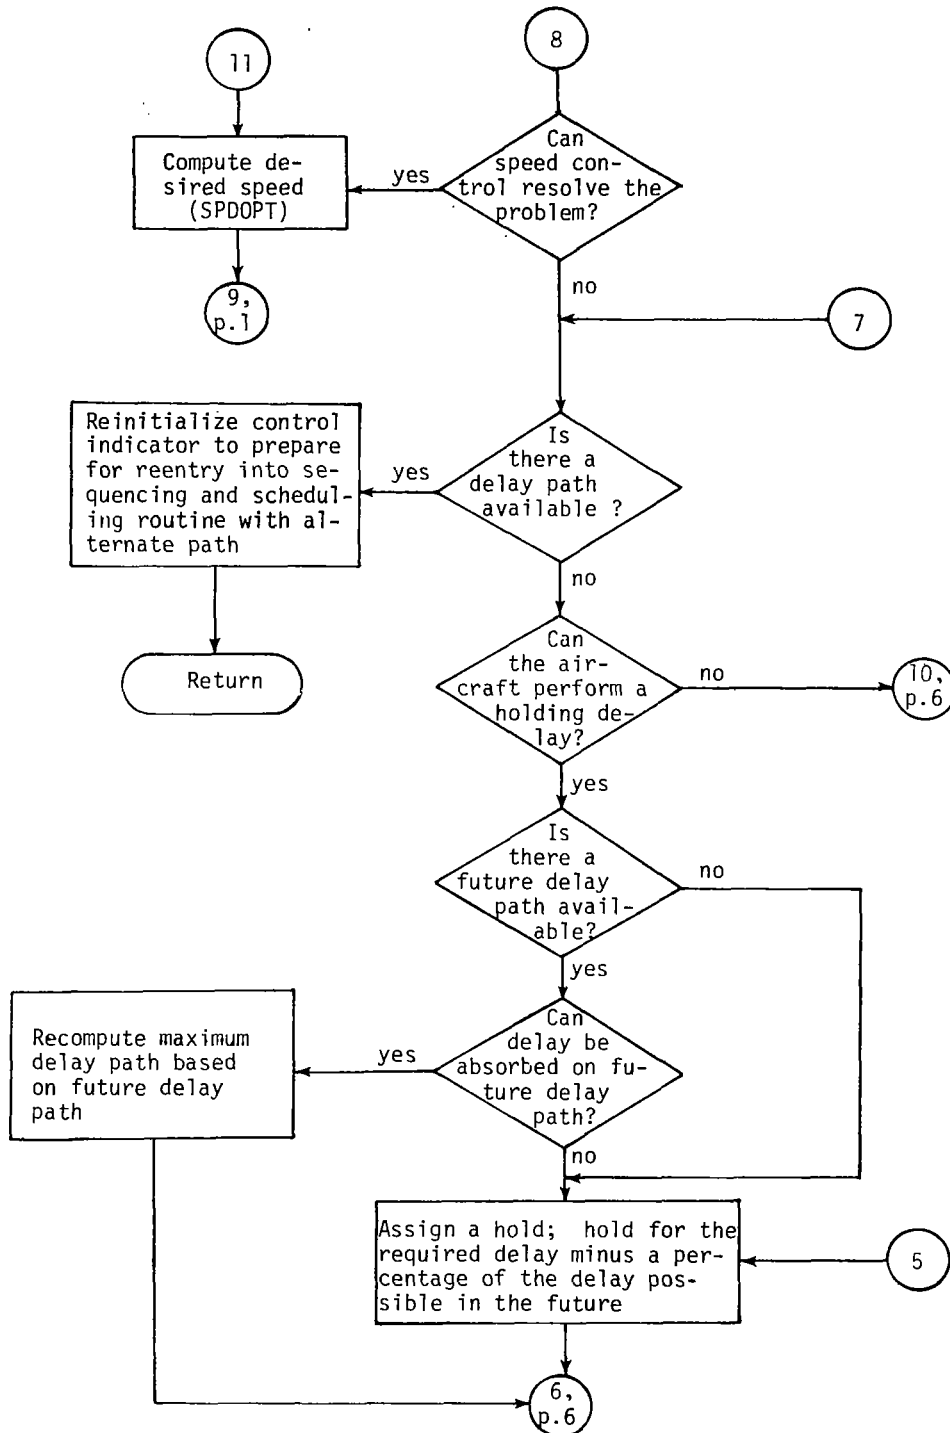 11
8
Compute de-
sired speed
(SPDOPT)
yes
Can
speed con-
trol resolve the
problem?
9,
p.1
no
7
Reinitialize control
indicator to prepare
for reentry into se-
quencing and schedul-
ing routine with al-
ternate path
yes
Is
there a
delay path
available ?
no
Return
Can
the air-
craft perform a
holding de-
lay?
no
10,
p.6
yes
Is
there a
future delay
path avail-
able?
no
yes
Recompute maximum
delay path based
on future delay
path
yes
Can
delay be
absorbed on fu-
ture delay
path?
no
Assign a hold; hold for the
required delay minus a per-
centage of the delay pos-
sible in the future
5
6,
p.6